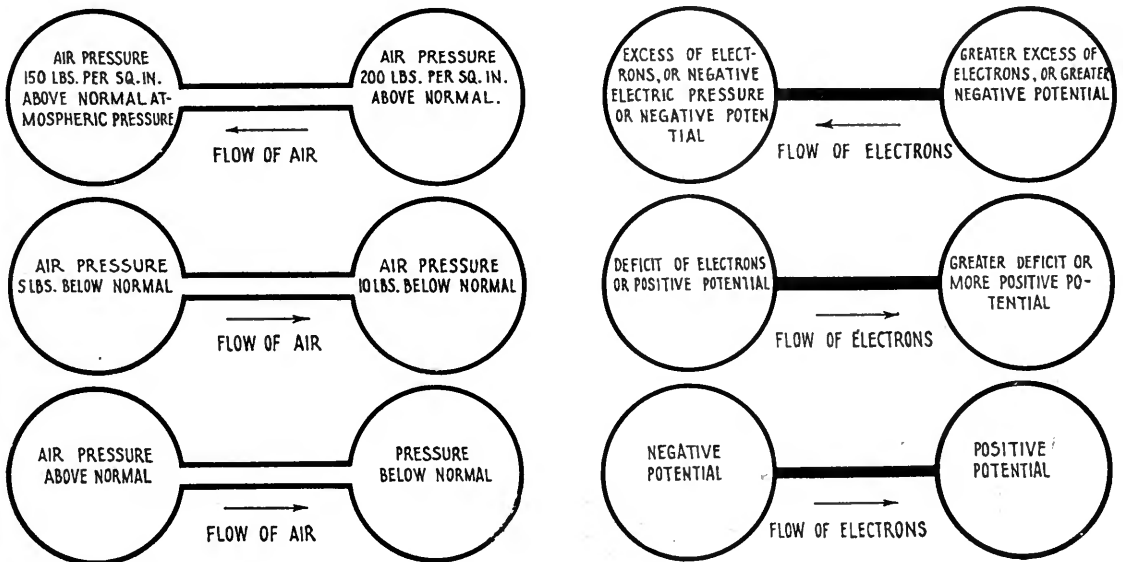 AIR PRESSURE
150 LBS. PER SQ. IN.
ABOVE NORMAL AT-
MOSPHERIC PRESSURE
AIR PRESSURE
200 LBS. PER SQ. IN.
ABOVE NORMAL.
FLOW OF AIR
EXCESS OF ELECT-
RONS, OR NEGATIVE
ELECTRIC PRESSURE
OR NEGATIVE POTEN
TIAL
GREATER EXCESS OF
ELECTRONS, OR GREATER
NEGATIVE POTENTIAL
FLOW OF ELECTRONS
AIR PRESSURE
5 LBS. BELOW NORMAL
AIR PRESSURE
10 LBS. BELOW NORMAL
FLOW OF AIR
DEFICIT OF ELECTRONS
OR POSITIVE POTENTIAL
GREATER DEFICIT OR
MORE POSITIVE PO-
TENTIAL
FLOW OF ELECTRONS
AIR PRESSURE
ABOVE NORMAL
PRESSURE
BELOW NORMAL
FLOW OF AIR
NEGATIVE
POTENTIAL
POSITIVE
POTENTIAL
FLOW OF ELECTRONS